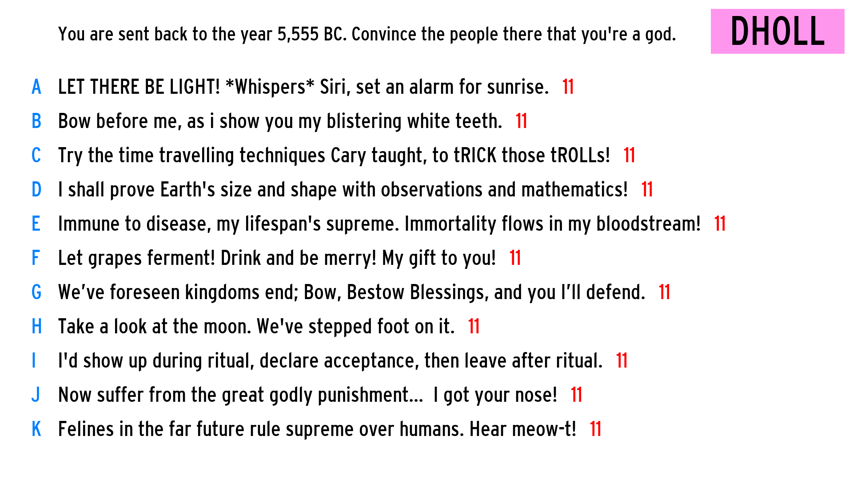 You are sent back to the year 5,555 BC. Convince the people there that you're a god.
DHOLL
A LET THERE BE LIGHT! *Whispers* Siri, set an alarm for sunrise. 11
B Bow before me, as i show you my blistering white teeth. 11
C Try the time travelling techniques Cary taught, to tRICK those tROLLs! 11
D I shall prove Earth's size and shape with observations and mathematics! 11
E Immune to disease, my lifespan's supreme. Immortality flows in my bloodstream! 11
F Let grapes ferment! Drink and be merry! My gift to you! 11
G We’ve foreseen kingdoms end; Bow, Bestow Blessings, and you I’ll defend. 11
H Take a look at the moon. We've stepped foot on it. 11
I I'd show up during ritual, declare acceptance, then leave after ritual. 11
J Now suffer from the great godly punishment... I got your nose! 11
K Felines in the far future rule supreme over humans. Hear meow-t! 11